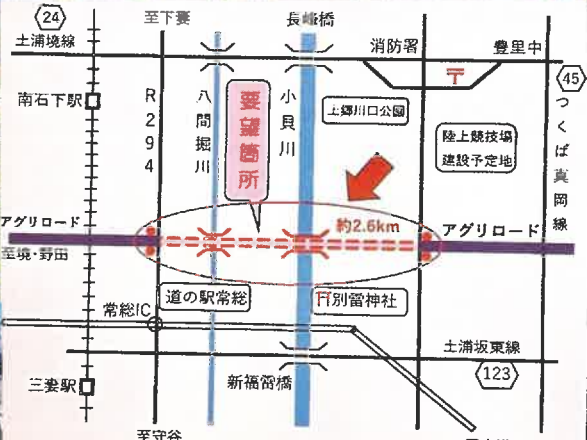 24
至下妻
長峰橋
土浦境線
消防署
豊里中
〒
45
南石下駅
R294
八間堀川
要望箇所
小貝川
上郷川口公園
陸上競技場
建設予定地
つくば真岡線
約2.6km
アグリロード
アグリロード
至境・野田
道の駅常総
別雷神社
常総IC
土浦坂東線
123
新福雷橋
三妻駅
至守谷